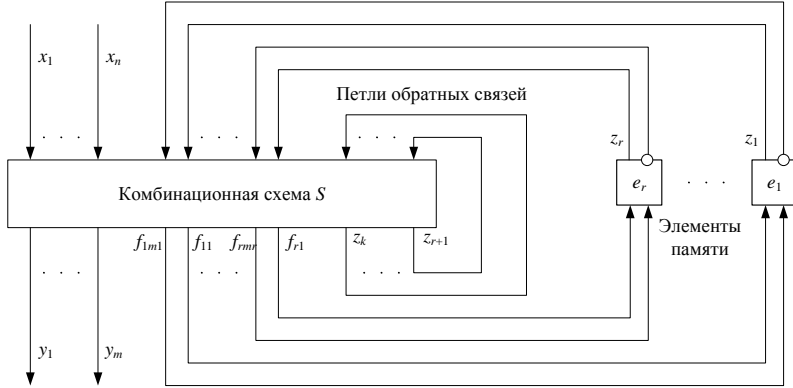 x1 xn
Петли обратных связей
. . . . . . . . . zr z1
Комбинационная схема S er . . . e1
f1m1 f11 frmr fr1 zk zr+1 Элементы
памяти
. . . . . . . . .
y1 ym